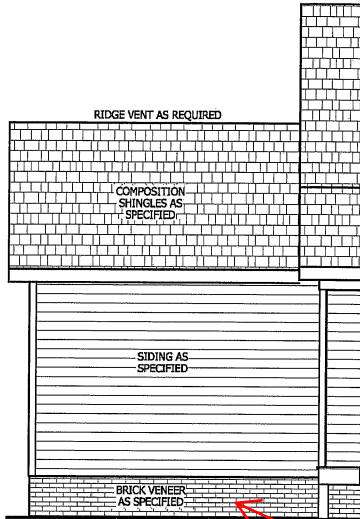 RIDGE VENT AS REQUIRED
COMPOSITION
SHINGLES AS
SPECIFIED
SIDING AS
SPECIFIED
BRICK VENEER
AS SPECIFIED